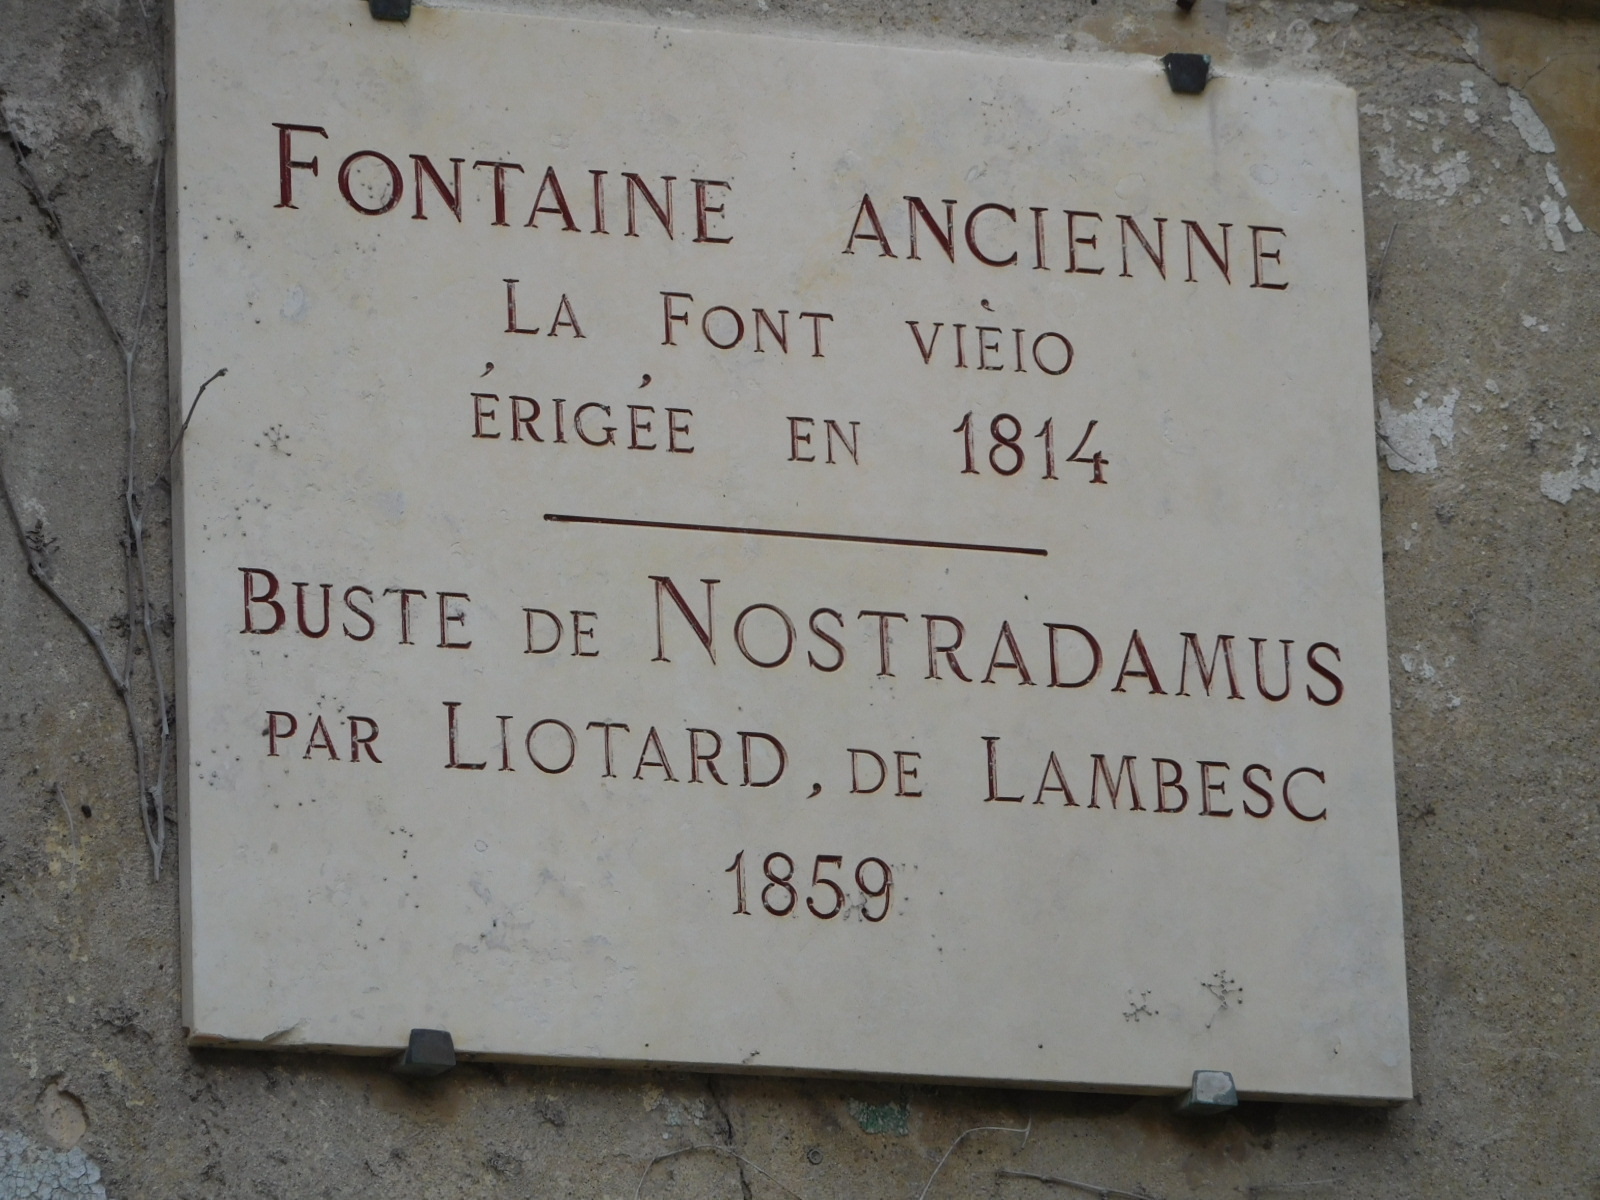 FONTAINE ANCIENNE
LA FONT VIÈIO
ÉRIGÉE EN 1814
BUSTE DE NOSTRADAMUS
PAR LIOTARD, DE LAMBESC
1859